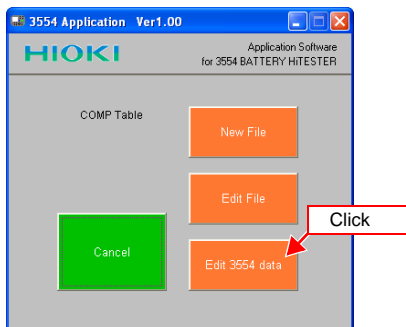 3554 Application Ver1.00
HIOKI
Application Software
for 3554 BATTERY HiTESTER
COMP Table
New File
Edit File
Click
Cancel
Edit 3554 data